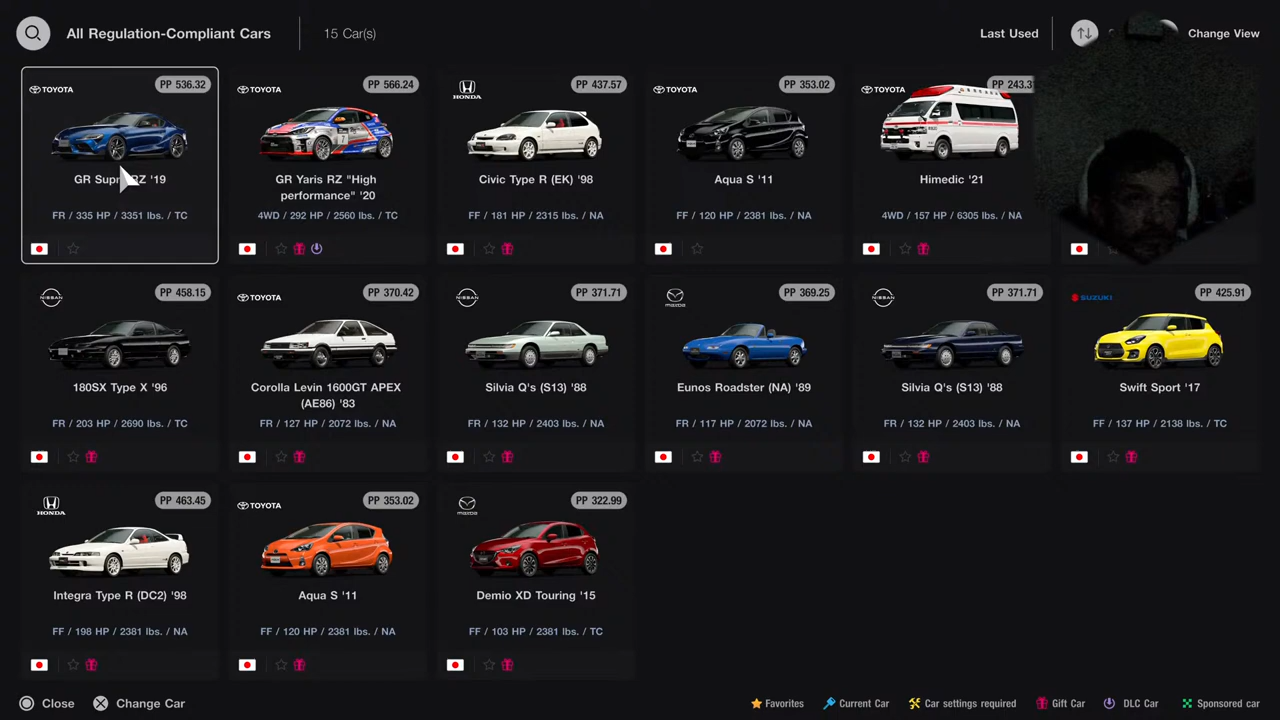 All Regulation-Compliant Cars
15 Car(s)
Last Used
Change View
TOYOTA
PP 536.32
GR Supra RZ '19
FR / 335 HP / 3351 lbs. / TC
TOYOTA
PP 566.24
GR Yaris RZ "High
performance" '20
4WD / 292 HP / 2560 lbs. / TC
HONDA
PP 437.57
Civic Type R (EK) '98
FF / 181 HP / 2315 lbs. / NA
TOYOTA
PP 353.02
Aqua S '11
FF / 120 HP / 2381 lbs. / NA
TOYOTA
PP 243.3
Himedic '21
4WD / 157 HP / 6305 lbs. / NA
NISSAN
PP 458.15
180SX Type X '96
FR / 203 HP / 2690 lbs. / TC
TOYOTA
PP 370.42
Corolla Levin 1600GT APEX
(AE86) '83
FR / 127 HP / 2072 lbs. / NA
NISSAN
PP 371.71
Silvia Q's (S13) '88
FR / 132 HP / 2403 lbs. / NA
mazda
PP 369.25
Eunos Roadster (NA) '89
FR / 117 HP / 2072 lbs. / NA
NISSAN
PP 371.71
Silvia Q's (S13) '88
FR / 132 HP / 2403 lbs. / NA
SUZUKI
PP 425.91
Swift Sport '17
FF / 137 HP / 2138 lbs. / TC
HONDA
PP 463.45
Integra Type R (DC2) '98
FF / 198 HP / 2381 lbs. / NA
TOYOTA
PP 353.02
Aqua S '11
FF / 120 HP / 2381 lbs. / NA
mazda
PP 322.99
Demio XD Touring '15
FF / 103 HP / 2381 lbs. / TC
Close
Change Car
Favorites
Current Car
Car settings required
Gift Car
DLC Car
Sponsored car